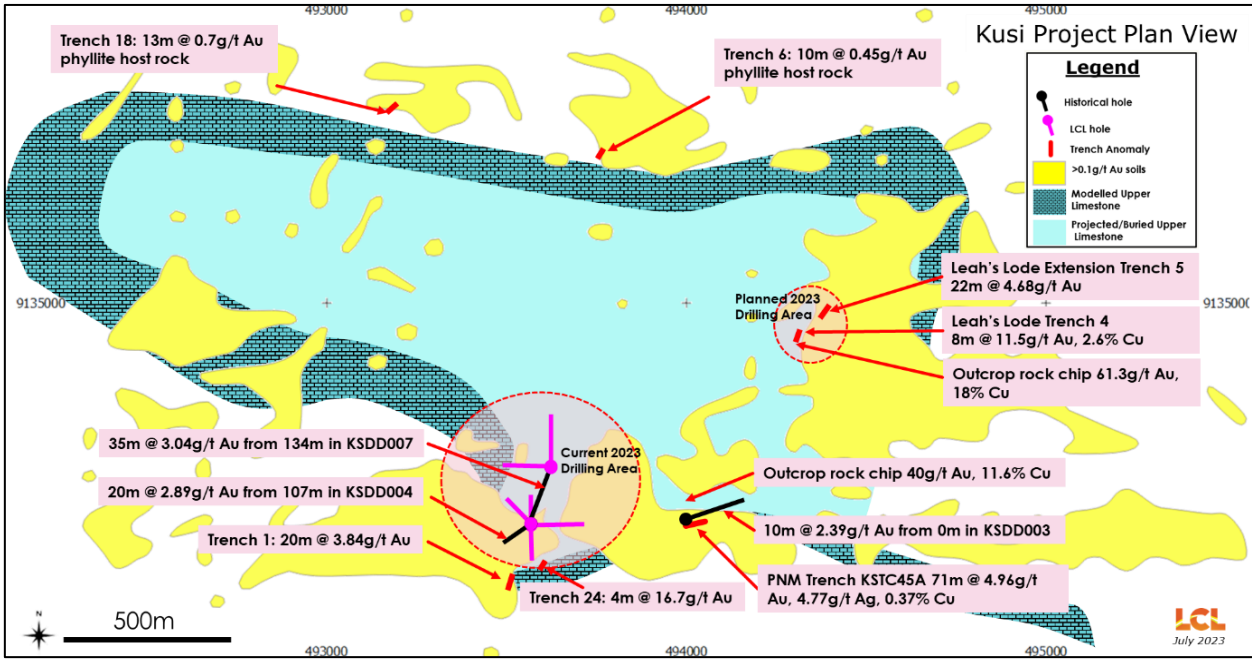 493000
494000
495000
Kusi Project Plan View
Legend
Historical hole
LCL hole
Trench Anomaly
>0.1g/t Au soils
Modelled Upper
Limestone
Projected/Buried Upper
Limestone
Trench 18: 13m @ 0.7g/t Au
phyllite host rock
Trench 6: 10m @ 0.45g/t Au
phyllite host rock
9135000
9135000
Planned 2023
Drilling Area
Leah's Lode Extension Trench 5
22m @ 4.68g/t Au
Leah's Lode Trench 4
8m @ 11.5g/t Au, 2.6% Cu
Outcrop rock chip 61.3g/t Au,
18% Cu
35m @ 3.04g/t Au from 134m in KSDD007
Current 2023
Drilling Area
20m @ 2.89g/t Au from 107m in KSDD004
Trench 1: 20m @ 3.84g/t Au
Trench 24: 4m @ 16.7g/t Au
Outcrop rock chip 40g/t Au, 11.6% Cu
10m @ 2.39g/t Au from 0m in KSDD003
PNM Trench KSTC45A 71m @ 4.96g/t
Au, 4.77g/t Ag, 0.37% Cu
N
500m
LCL
July 2023
493000
494000
495000